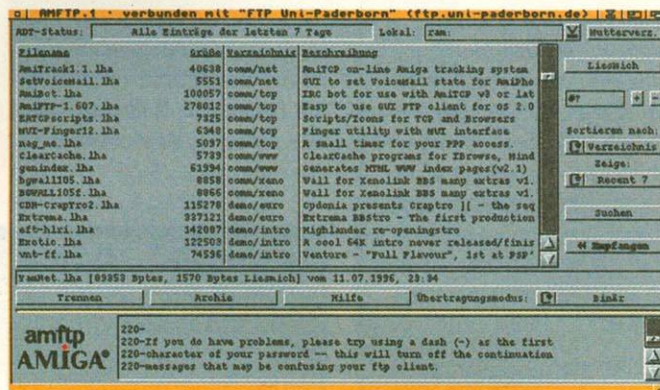 AMFTP.1 · verbunden mit "FTP Uni-Paderborn" (ftp.uni-paderborn.de)
ADT-Status: Alle Einträge der letzten 7 Tage Lokal: ram: Mutterverz.
Filename Größe Verzeichnis Beschreibung
AmiTrack1.1.lha 40638 comm/net AmiTCP on-line Amiga tracking system
SetVoiceMail.lha 5551 comm/net GUI to set Voicemail state for AmiPho
AmiBot.lha 100057 comm/tcp IRC bot for use with AmiTCP v3 or lat
AmiFTP-1.607.lha 278012 comm/tcp Easy to use GUI FTP client for OS 2.0
EATCPscripts.lha 7325 comm/tcp Scripts/Icons for TCP and Browsers
MUI-Finger12.lha 6348 comm/tcp Finger utility with MUI interface
nag_me.lha 5097 comm/tcp A small timer for your PPP access.
ClearCache.lha 5739 comm/www ClearCache programs for IBrowse, Mind
genindex.lha 61394 comm/www Generates HTML WWW index pages(v2.1)
bgwall105.lha 8858 comm/xeno Wall for Xenolink BBS many extras v1.
BGWALL105f.lha 8866 comm/xeno Wall for Xenolink BBS many extras v1.
CDN-CrapTro2.lha 115278 demo/euro Cydonia presents Craptro ][ - the seq
Extrema.lha 337121 demo/euro Extrema BBStro - The first production
eft-hlri.lha 142087 demo/intro Highlander re-openingstro
Exotic.lha 122503 demo/intro A cool 64K intro never released/finis
vnt-ff.lha 74596 demo/intro Venture - "Full Flavour", 1st at PSP'
Liesmich
#?
+ -
Sortieren nach:
Verzeichnis
Zeige:
Recent 7
Suchen
<< Empfangen
YamNet.lha (89353 Bytes, 1570 Bytes Liesmich) vom 11.07.1996, 23:34
Trennen Archie Hilfe Übertragungsmodus: Binär
amftp
AMIGA®
220-
220-If you do have problems, please try using a dash (-) as the first
220-character of your password -- this will turn off the continuation
220-messages that may be confusing your ftp client.